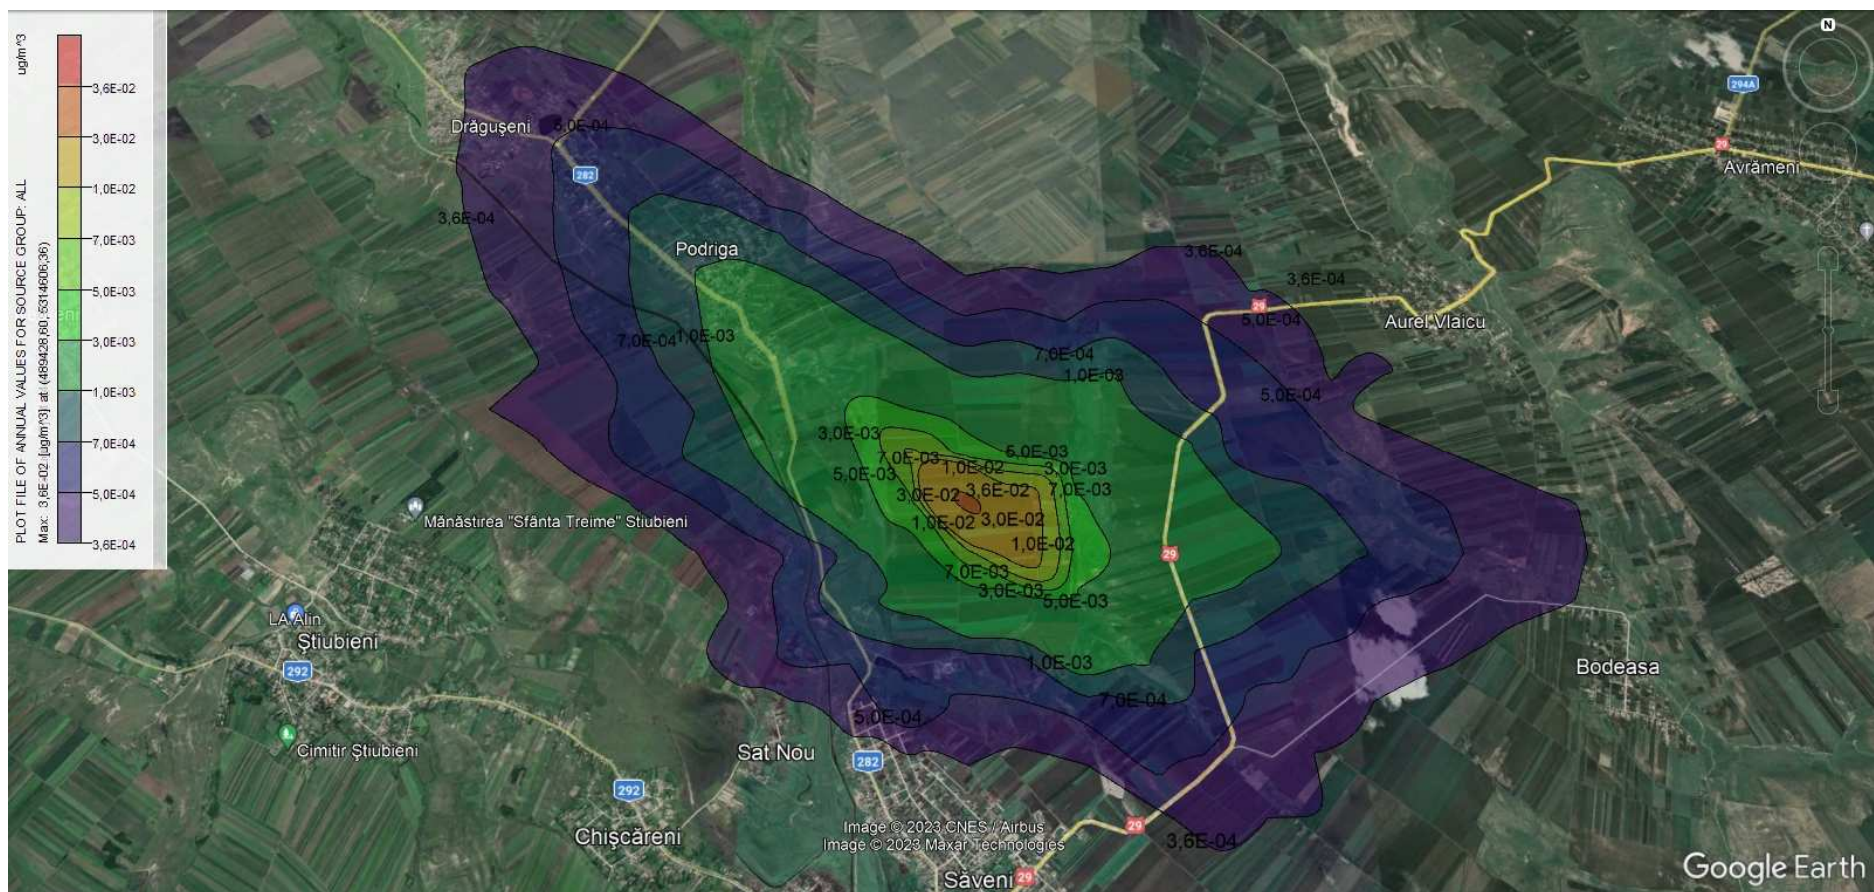 ug/m^3
PLOT FILE OF ANNUAL VALUES FOR SOURCE GROUP: ALL
Max: 3,6E-02 [ug/m^3] at (489428,60, 5314606,36)
3,6E-02
3,0E-02
1,0E-02
7,0E-03
5,0E-03
3,0E-03
1,0E-03
7,0E-04
5,0E-04
3,6E-04
N
294A
29
Avrămeni
Drăgușeni
5,0E-04
282
3,6E-04
Podriga
3,6E-04
3,6E-04
29
5,0E-04
Aurel Vlaicu
7,0E-04
1,0E-03
7,0E-04
1,0E-03
5,0E-04
3,0E-03
5,0E-03
7,0E-03
5,0E-03
1,0E-02
3,0E-03
7,0E-03
3,0E-02
3,6E-02
1,0E-02
3,0E-02
1,0E-02
29
7,0E-03
3,0E-03
5,0E-03
Mănăstirea "Sfânta Treime" Știubieni
LA Alin
Știubieni
292
Cimitir Știubieni
1,0E-03
7,0E-04
5,0E-04
Bodeasa
Sat Nou
282
292
Chișcăreni
29
3,6E-04
Image © 2023 CNES / Airbus
Image © 2023 Maxar Technologies
Săveni
29
Google Earth